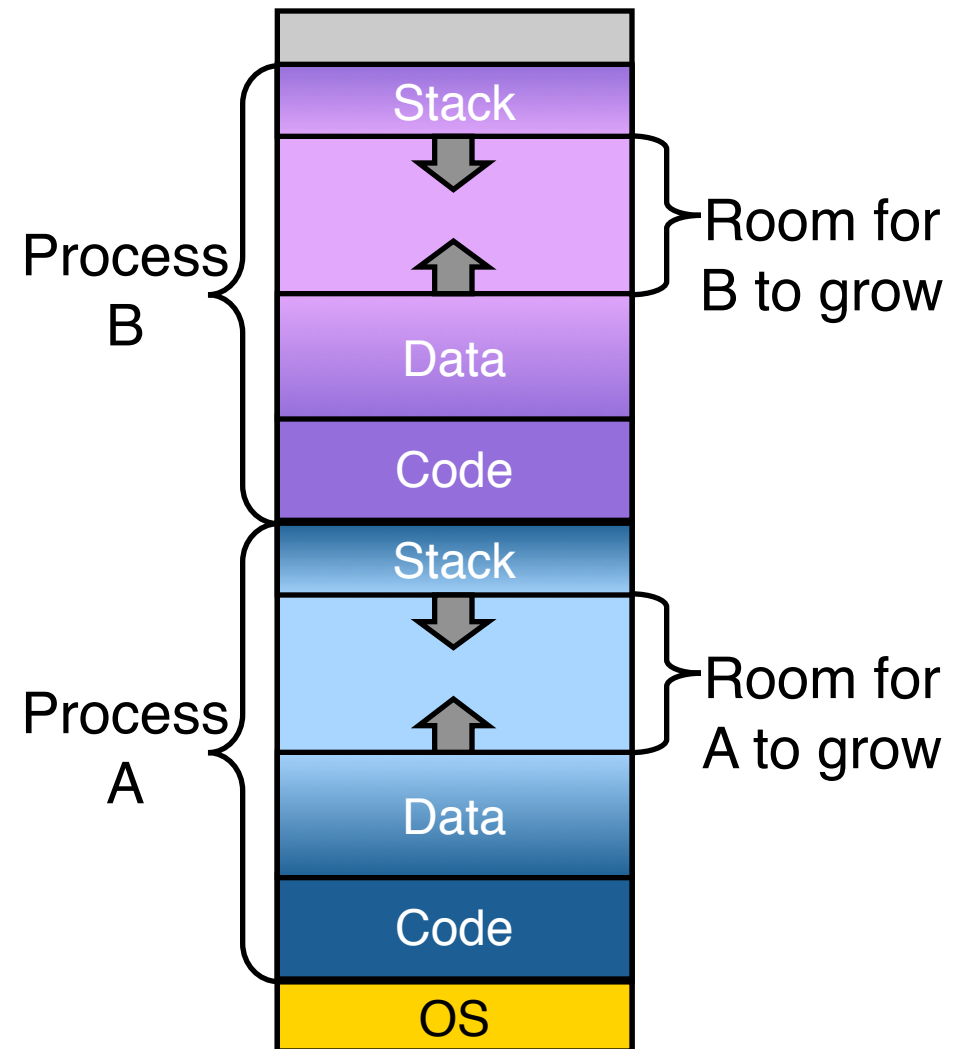 Stack
Room for
B to grow
Process
B
Data
Code
Stack
Room for
A to grow
Process
A
Data
Code
OS